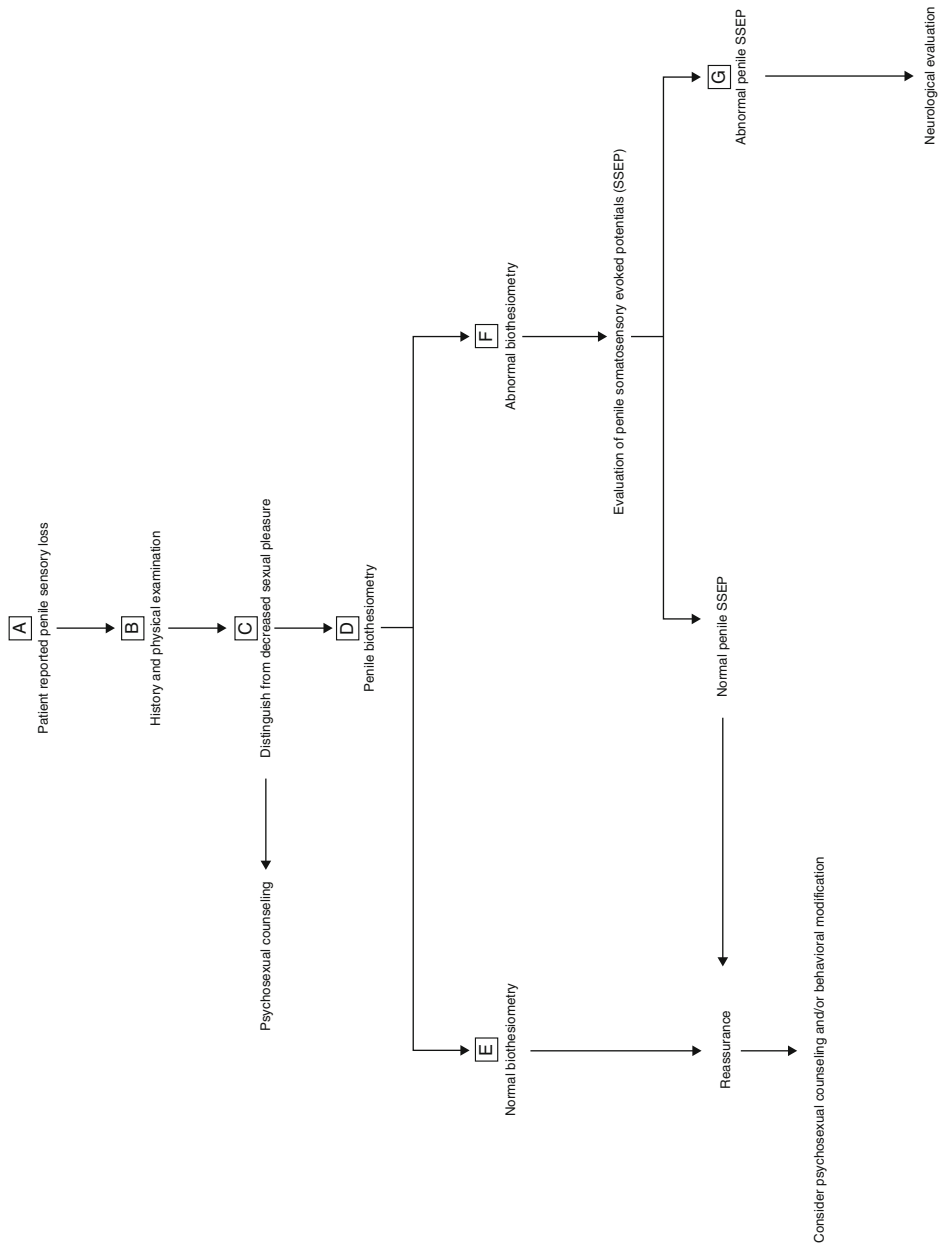 A
Patient reported penile sensory loss
B
History and physical examination
C
Psychosexual counseling
Distinguish from decreased sexual pleasure
D
Penile biothesiometry
E
Normal biothesiometry
F
Abnormal biothesiometry
Evaluation of penile somatosensory evoked potentials (SSEP)
Reassurance
Normal penile SSEP
G
Abnormal penile SSEP
Consider psychosexual counseling and/or behavioral modification
Neurological evaluation